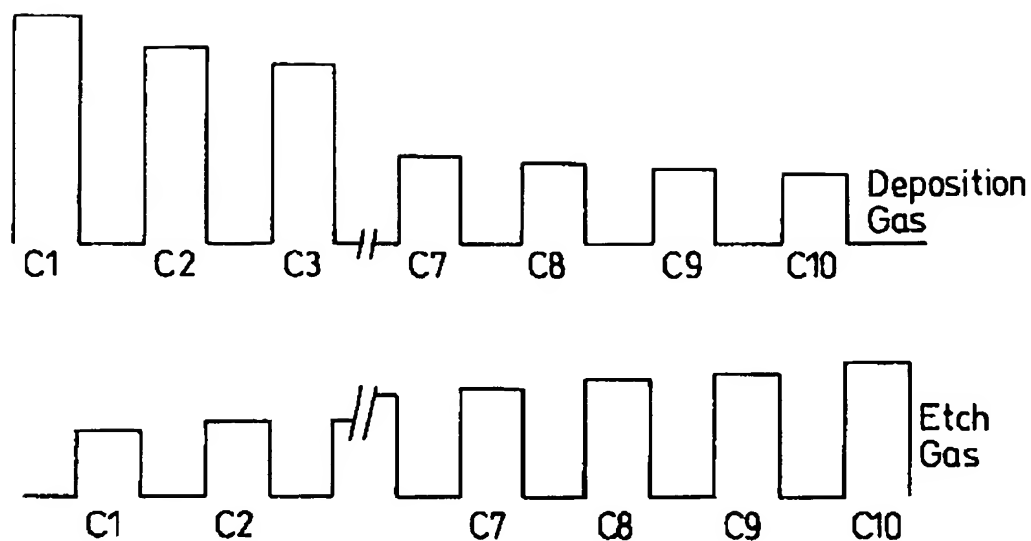 Deposition
Gas
C1 C2 C3 C7 C8 C9 C10
Etch
Gas
C1 C2 C7 C8 C9 C10